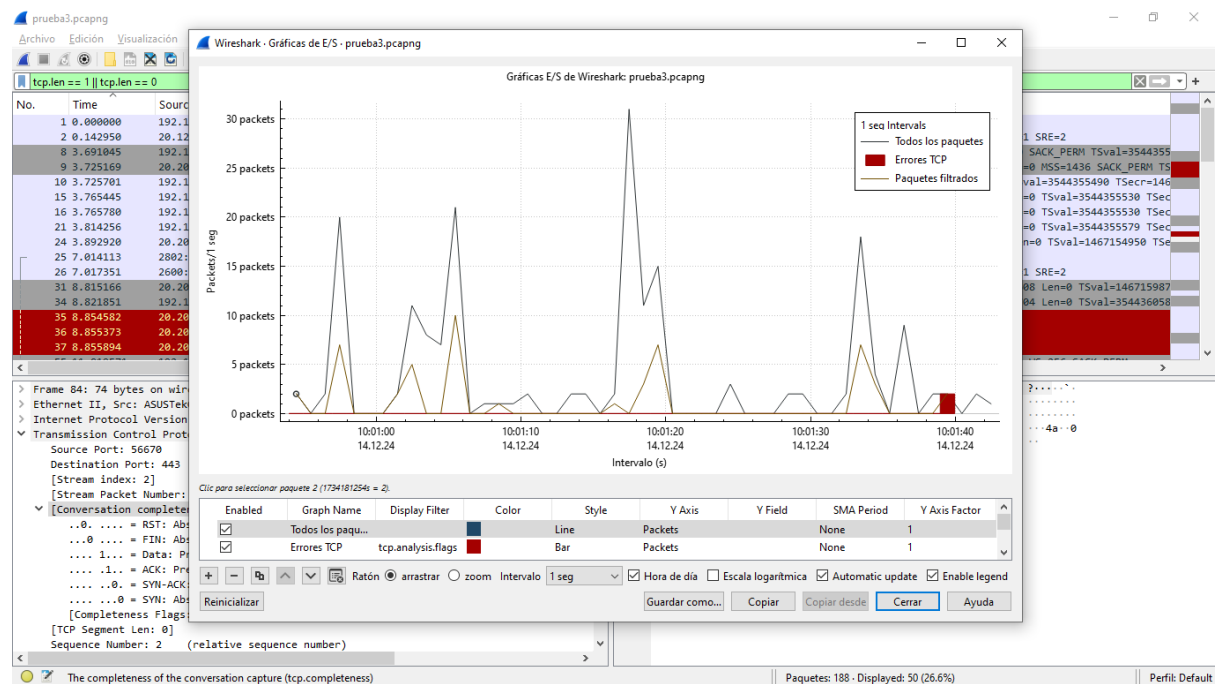 prueba3.pcapng
Archivo Edición Visualización
tcp.len == 1 || tcp.len == 0
No. Time Sourc
1 0.000000 192.1
2 0.142950 20.12
8 3.691045 192.1
9 3.725169 20.20
10 3.725701 192.1
15 3.765445 192.1
16 3.765780 192.1
21 3.814256 192.1
24 3.892920 20.20
25 7.014113 2802:
26 7.017351 2600:
31 8.815166 20.20
34 8.821851 192.1
35 8.854582 20.20
36 8.855373 20.20
37 8.855894 20.20
1 SRE=2
SACK_PERM TSval=3544355
=0 MSS=1436 SACK_PERM TS
val=3544355490 TSecr=146
=0 TSval=3544355530 TSec
=0 TSval=3544355530 TSec
=0 TSval=3544355579 TSec
n=0 TSval=1467154950 TSe
1 SRE=2
08 Len=0 TSval=146715987
04 Len=0 TSval=354436058
Wireshark · Gráficas de E/S · prueba3.pcapng
Gráficas E/S de Wireshark: prueba3.pcapng
30 packets
25 packets
20 packets
15 packets
10 packets
5 packets
0 packets
Packets/1 seg
1 seq Intervals
Todos los paquetes
Errores TCP
Paquetes filtrados
10:01:00
14.12.24
10:01:10
14.12.24
10:01:20
14.12.24
10:01:30
14.12.24
10:01:40
14.12.24
Intervalo (s)
Clic para seleccionar paquete 2 (1734181254s = 2).
Enabled Graph Name Display Filter Color Style Y Axis Y Field SMA Period Y Axis Factor
Todos los paqu... Line Packets None 1
Errores TCP tcp.analysis.flags Bar Packets None 1
Ratón arrastrar zoom Intervalo 1 seg Hora de día Escala logarítmica Automatic update Enable legend
Reinicializar Guardar como... Copiar Copiar desde Cerrar Ayuda
Frame 84: 74 bytes on wir
Ethernet II, Src: ASUSTek
Internet Protocol Version
Transmission Control Prot
Source Port: 56670
Destination Port: 443
[Stream index: 2]
[Stream Packet Number:
[Conversation completen
..0. .... = RST: Abs
...0 .... = FIN: Abs
.... 1... = Data: Pr
.... .1.. = ACK: Pre
.... ..0. = SYN-ACK:
.... ...0 = SYN: Abs
[Completeness Flags:
[TCP Segment Len: 0]
Sequence Number: 2 (relative sequence number)
?·····`·
········
········
···4a··0
··
The completeness of the conversation capture (tcp.completeness)
Paquetes: 188 · Displayed: 50 (26.6%)
Perfil: Default